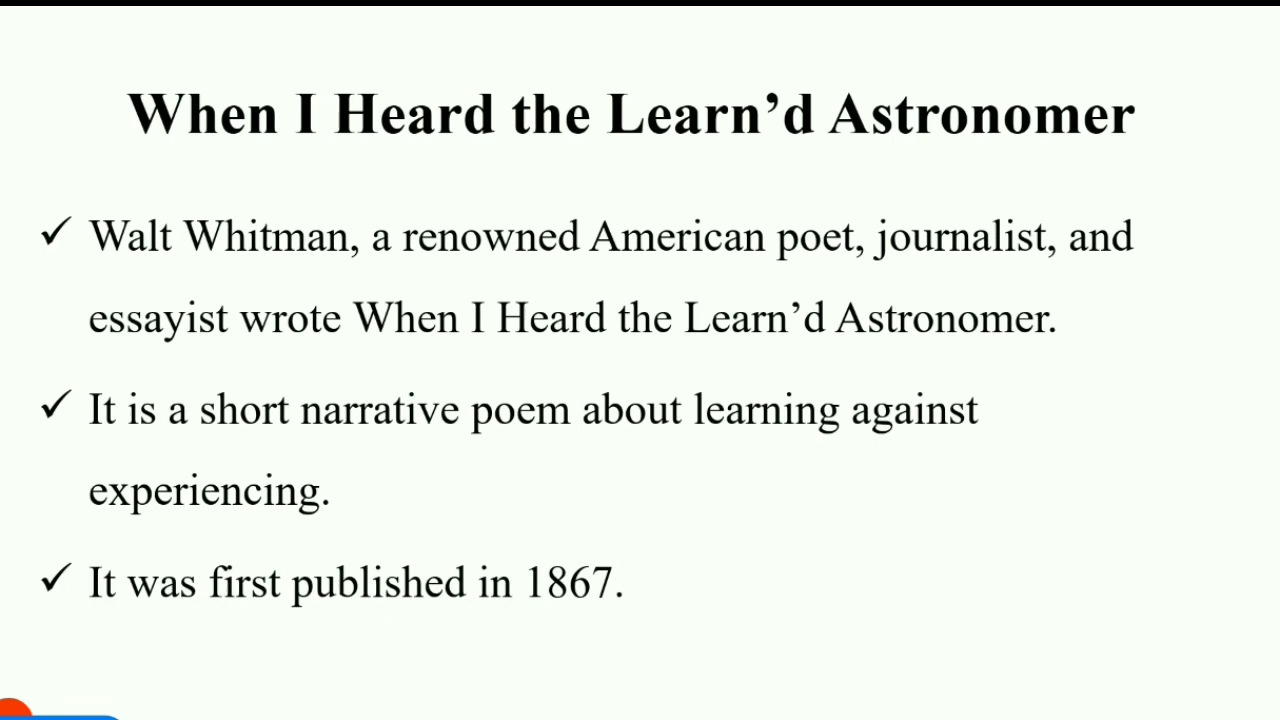 When I Heard the Learn’d Astronomer
✓ Walt Whitman, a renowned American poet, journalist, and
essayist wrote When I Heard the Learn’d Astronomer.
✓ It is a short narrative poem about learning against
experiencing.
✓ It was first published in 1867.